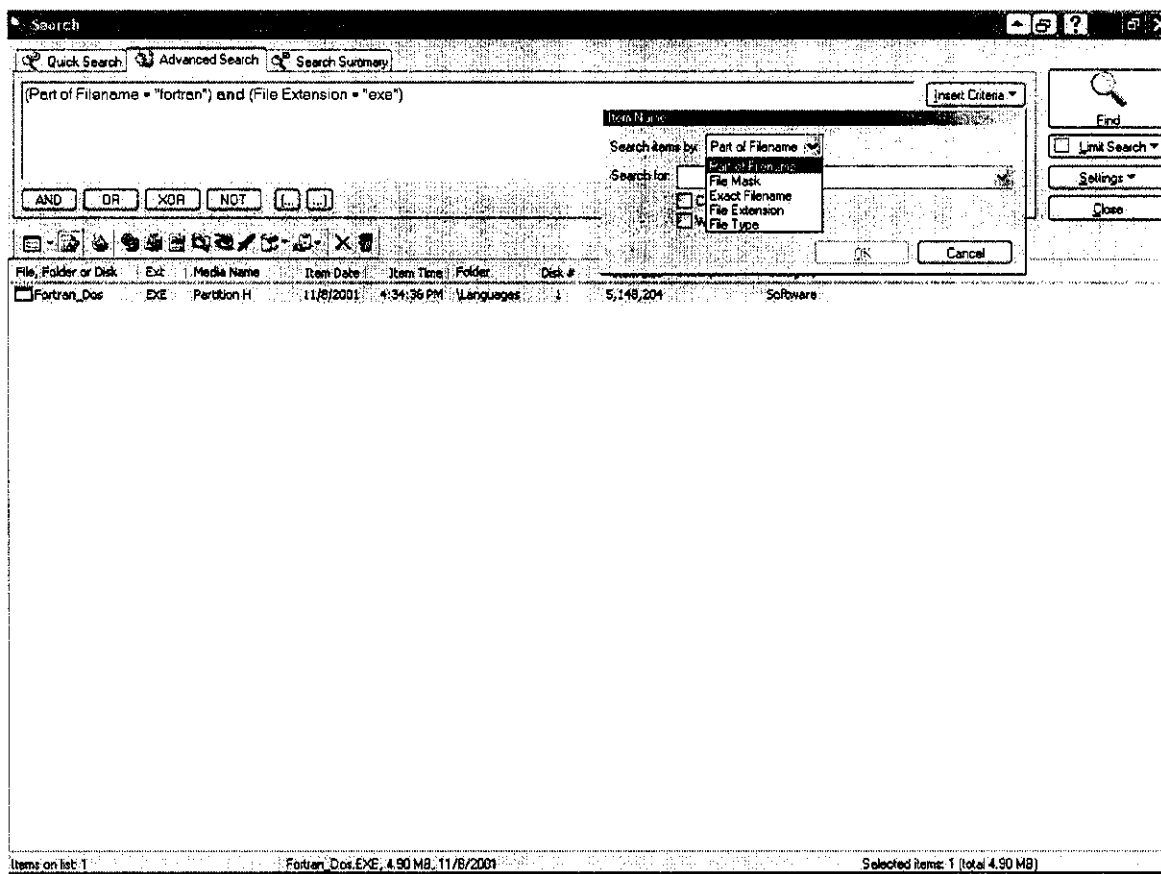 Search
Quick Search Advanced Search Search Summary
(Part of Filename = "fortran") and (File Extension = "exe")
Insert Criteria
Find
Item Name
Search items by: Part of Filename
Limit Search
Part of Filename
Search for:
File Mask
Settings
Exact Filename
File Extension
File Type
AND OR XOR NOT (... ...)
Close
OK Cancel
File, Folder or Disk Ext Media Name Item Date Item Time Folder Disk #
Fortran_Dos EXE Partition H 11/8/2001 4:34:36 PM \Languages 1 5,148,204 Software
Items on list: 1 Fortran_Dos.EXE, 4.90 MB, 11/8/2001 Selected items: 1 (total 4.90 MB)